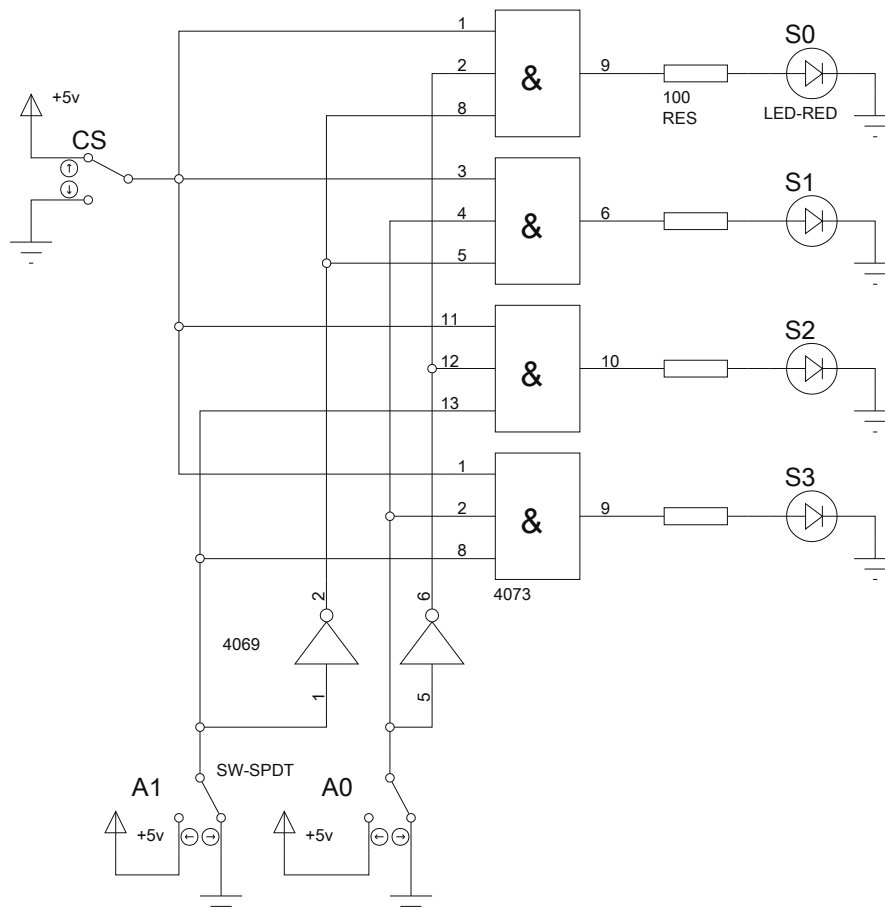 1
2
8
&
9
100
RES
S0
LED-RED
+5v
CS
↑
↓
3
4
5
&
6
S1
11
12
13
&
10
S2
1
2
8
&
9
4073
S3
4069
2
6
1
5
SW-SPDT
A1
+5v
← →
A0
+5v
← →